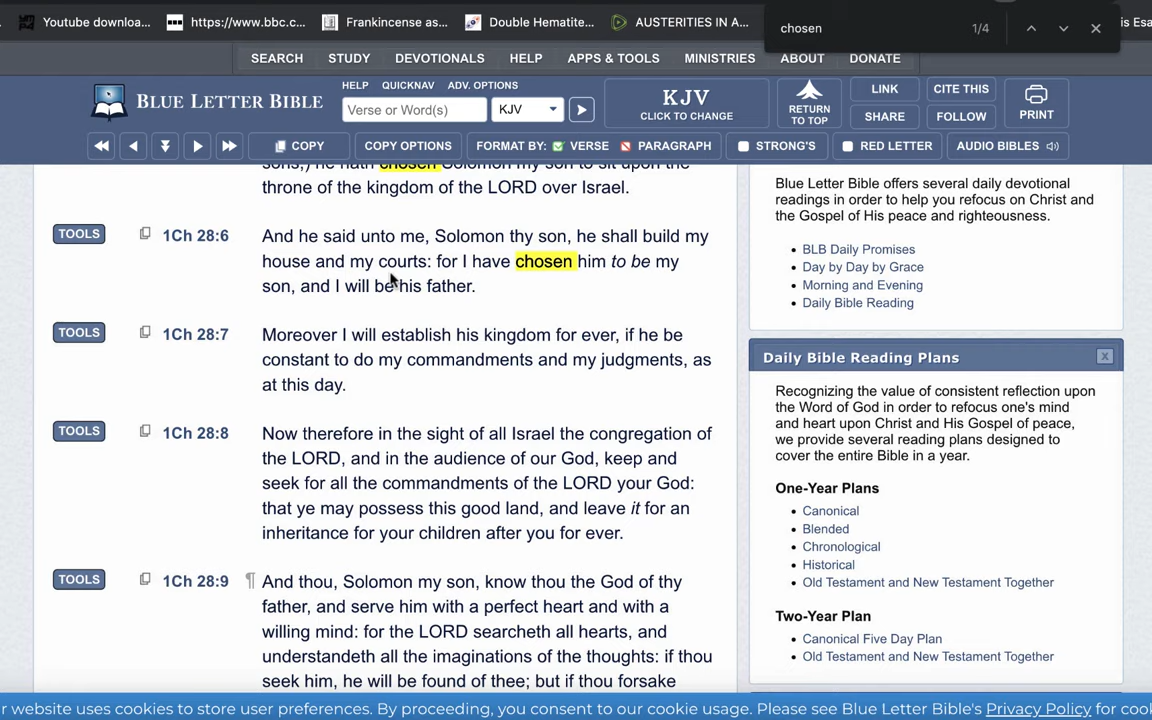 Youtube downloa...
https://www.bbc.c...
Frankincense as...
Double Hematite...
AUSTERITIES IN A...
chosen
1/4
is Esa
SEARCH
STUDY
DEVOTIONALS
HELP
APPS & TOOLS
MINISTRIES
ABOUT
DONATE
BLUE LETTER BIBLE
HELP QUICKNAV ADV. OPTIONS
Verse or Word(s)
KJV
KJV
CLICK TO CHANGE
RETURN
TO TOP
LINK
CITE THIS
SHARE
FOLLOW
PRINT
COPY
COPY OPTIONS
FORMAT BY: VERSE PARAGRAPH
STRONG'S
RED LETTER
AUDIO BIBLES
sons,) he hath chosen Solomon my son to sit upon the
throne of the kingdom of the LORD over Israel.
TOOLS 1Ch 28:6 And he said unto me, Solomon thy son, he shall build my
house and my courts: for I have chosen him to be my
son, and I will be his father.
TOOLS 1Ch 28:7 Moreover I will establish his kingdom for ever, if he be
constant to do my commandments and my judgments, as
at this day.
TOOLS 1Ch 28:8 Now therefore in the sight of all Israel the congregation of
the LORD, and in the audience of our God, keep and
seek for all the commandments of the LORD your God:
that ye may possess this good land, and leave it for an
inheritance for your children after you for ever.
TOOLS 1Ch 28:9 ¶ And thou, Solomon my son, know thou the God of thy
father, and serve him with a perfect heart and with a
willing mind: for the LORD searcheth all hearts, and
understandeth all the imaginations of the thoughts: if thou
seek him, he will be found of thee; but if thou forsake
Blue Letter Bible offers several daily devotional
readings in order to help you refocus on Christ and
the Gospel of His peace and righteousness.
• BLB Daily Promises
• Day by Day by Grace
• Morning and Evening
• Daily Bible Reading
Daily Bible Reading Plans
Recognizing the value of consistent reflection upon
the Word of God in order to refocus one's mind
and heart upon Christ and His Gospel of peace,
we provide several reading plans designed to
cover the entire Bible in a year.
One-Year Plans
• Canonical
• Blended
• Chronological
• Historical
• Old Testament and New Testament Together
Two-Year Plan
• Canonical Five Day Plan
• Old Testament and New Testament Together
r website uses cookies to store user preferences. By proceeding, you consent to our cookie usage. Please see Blue Letter Bible's Privacy Policy for cook